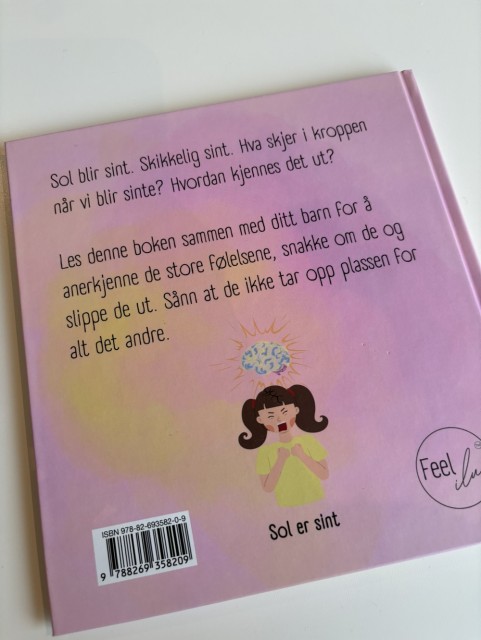 Sol blir sint. Skikkelig sint. Hva skjer i kroppen
når vi blir sinte? Hvordan kjennes det ut?
Les denne boken sammen med ditt barn for å
anerkjenne de store følelsene, snakke om de og
slippe de ut. Sånn at de ikke tar opp plassen for
alt det andre.
Sol er sint
Feel
ISBN 978-82-693582-0-9
9 788269 358209